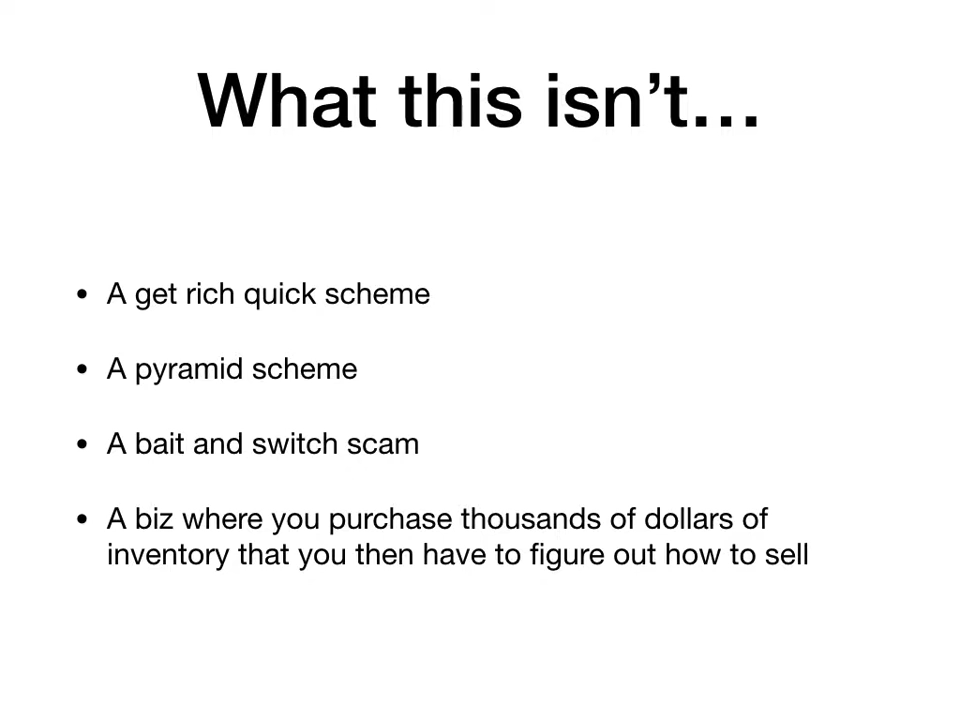 What this isn’t…
• A get rich quick scheme
• A pyramid scheme
• A bait and switch scam
• A biz where you purchase thousands of dollars of
inventory that you then have to figure out how to sell